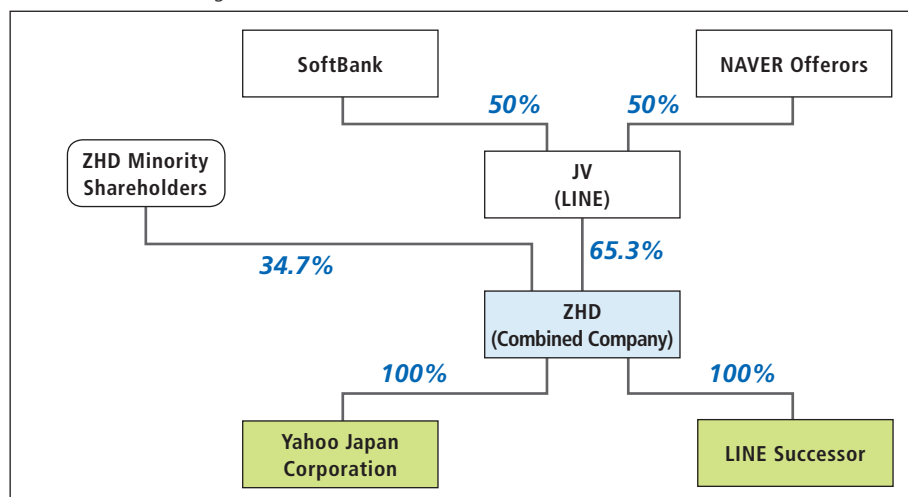 SoftBank
NAVER Offerors
50%
50%
ZHD Minority
Shareholders
JV
(LINE)
34.7%
65.3%
ZHD
(Combined Company)
100%
100%
Yahoo Japan
Corporation
LINE Successor